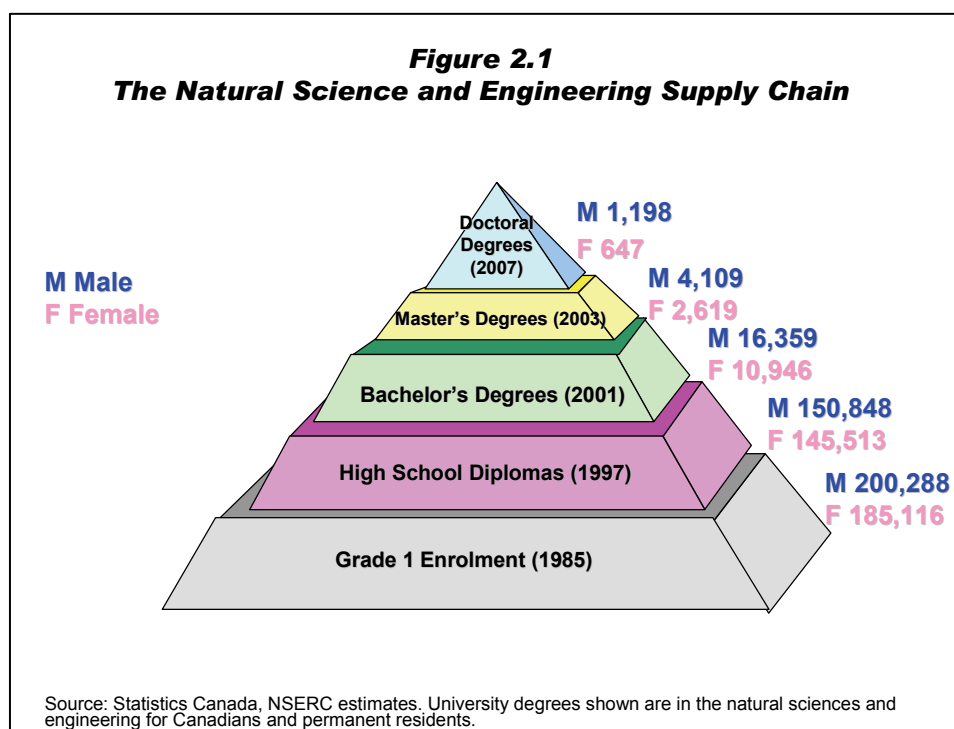 Figure 2.1
The Natural Science and Engineering Supply Chain
Doctoral
Degrees
(2007)
M 1,198
F 647
M Male
F Female
Master's Degrees (2003)
M 4,109
F 2,619
Bachelor's Degrees (2001)
M 16,359
F 10,946
High School Diplomas (1997)
M 150,848
F 145,513
Grade 1 Enrolment (1985)
M 200,288
F 185,116
Source: Statistics Canada, NSERC estimates. University degrees shown are in the natural sciences and
engineering for Canadians and permanent residents.